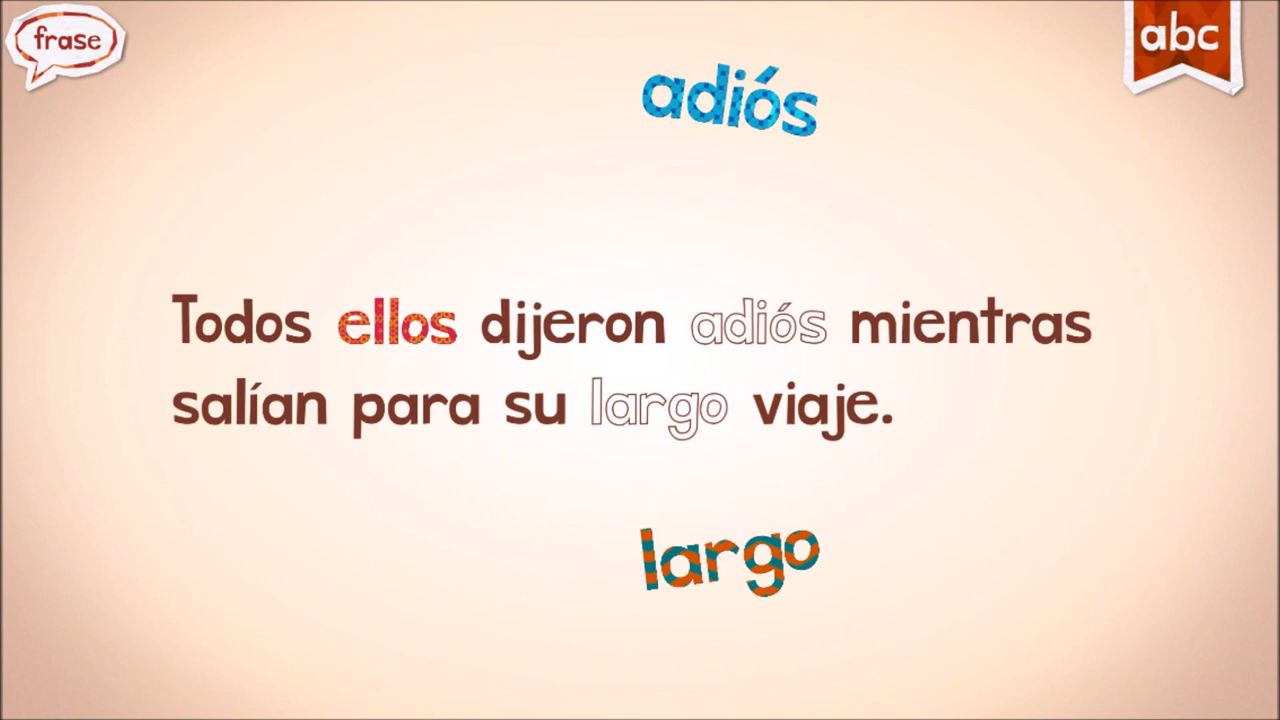 frase
abc
adiós
Todos ellos dijeron adiós mientras
salían para su largo viaje.
largo